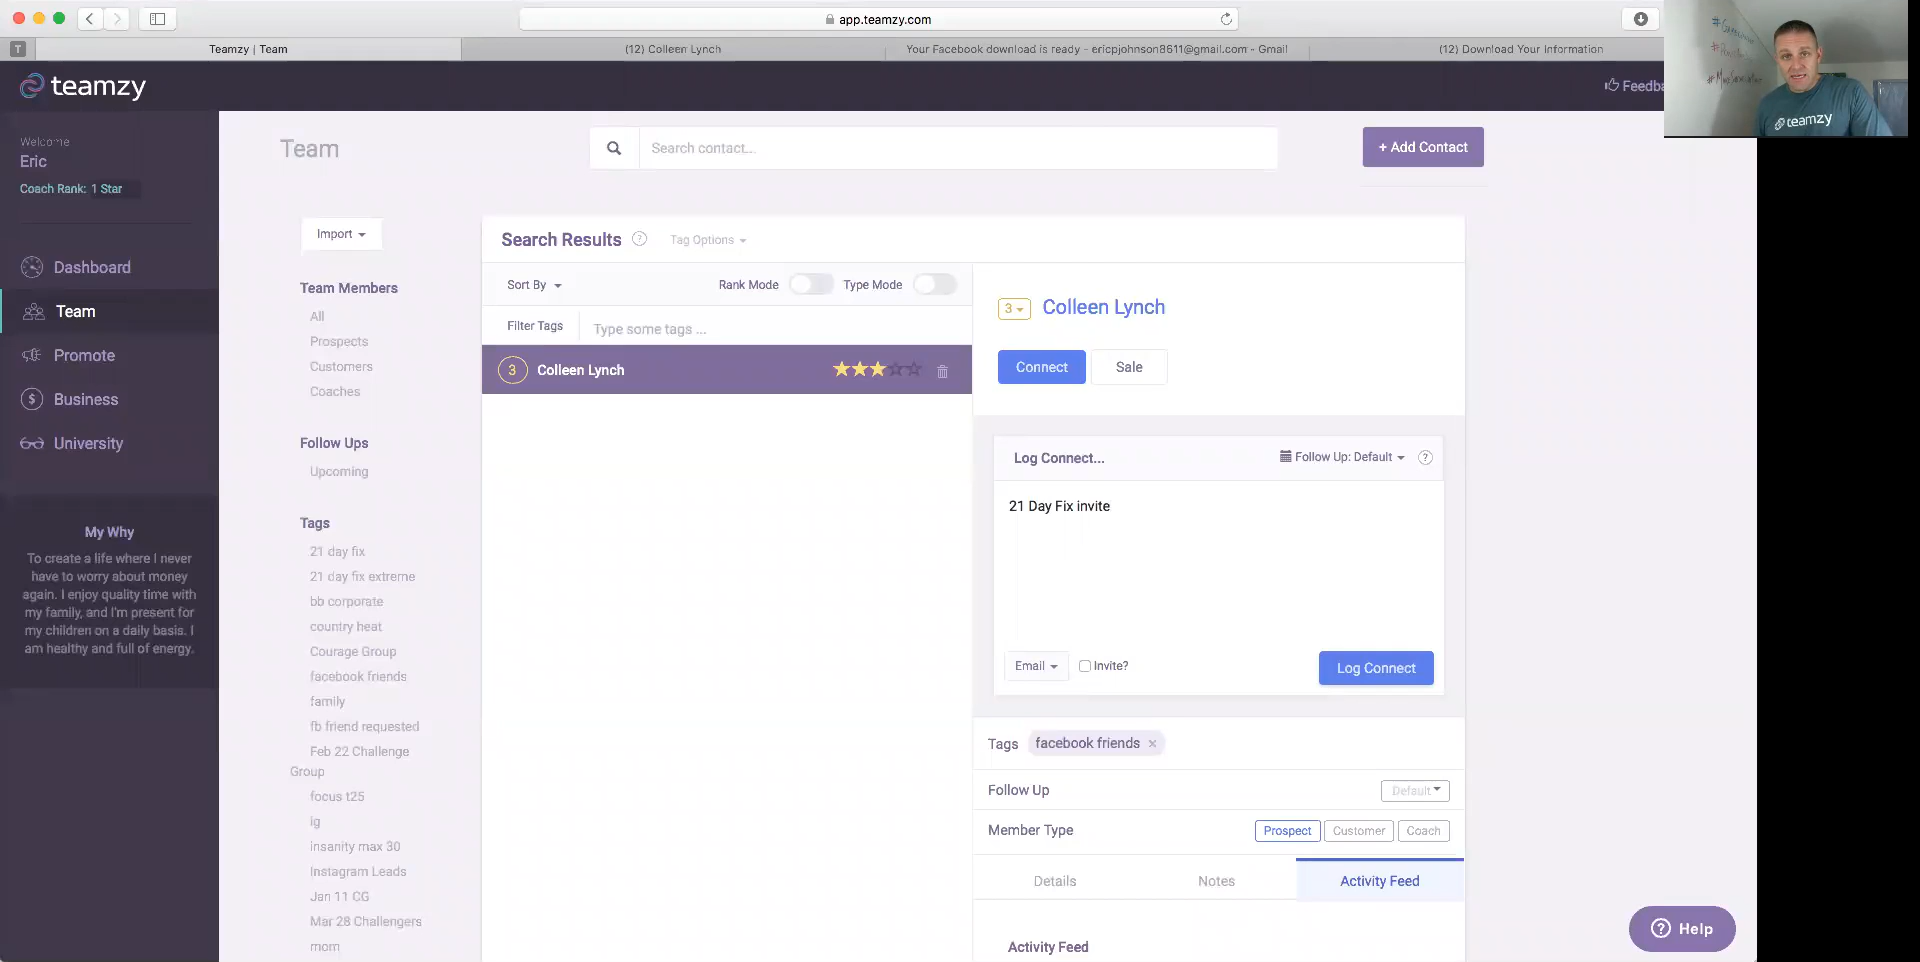 app.teamzy.com
T
Teamzy | Team
(12) Colleen Lynch
Your Facebook download is ready - ericpjohnson8611@gmail.com - Gmail
(12) Download Your Information
teamzy
Feedba
teamzy
Welcome
Eric
Coach Rank: 1 Star
Dashboard
Team
Promote
Business
University
My Why
To create a life where I never
have to worry about money
again. I enjoy quality time with
my family, and I'm present for
my children on a daily basis. I
am healthy and full of energy.
Team
Search contact...
+ Add Contact
Import
Team Members
All
Prospects
Customers
Coaches
Follow Ups
Upcoming
Tags
21 day fix
21 day fix extreme
bb corporate
country heat
Courage Group
facebook friends
family
fb friend requested
Feb 22 Challenge
Group
focus t25
ig
insanity max 30
Instagram Leads
Jan 11 CG
Mar 28 Challengers
mom
Search Results ?
Tag Options
Sort By
Rank Mode
Type Mode
Filter Tags
Type some tags ...
3 Colleen Lynch
3 Colleen Lynch
Connect
Sale
Log Connect...
Follow Up: Default ?
21 Day Fix invite
Email
Invite?
Log Connect
Tags facebook friends ×
Follow Up
Default
Member Type
Prospect Customer Coach
Details
Notes
Activity Feed
Activity Feed
? Help